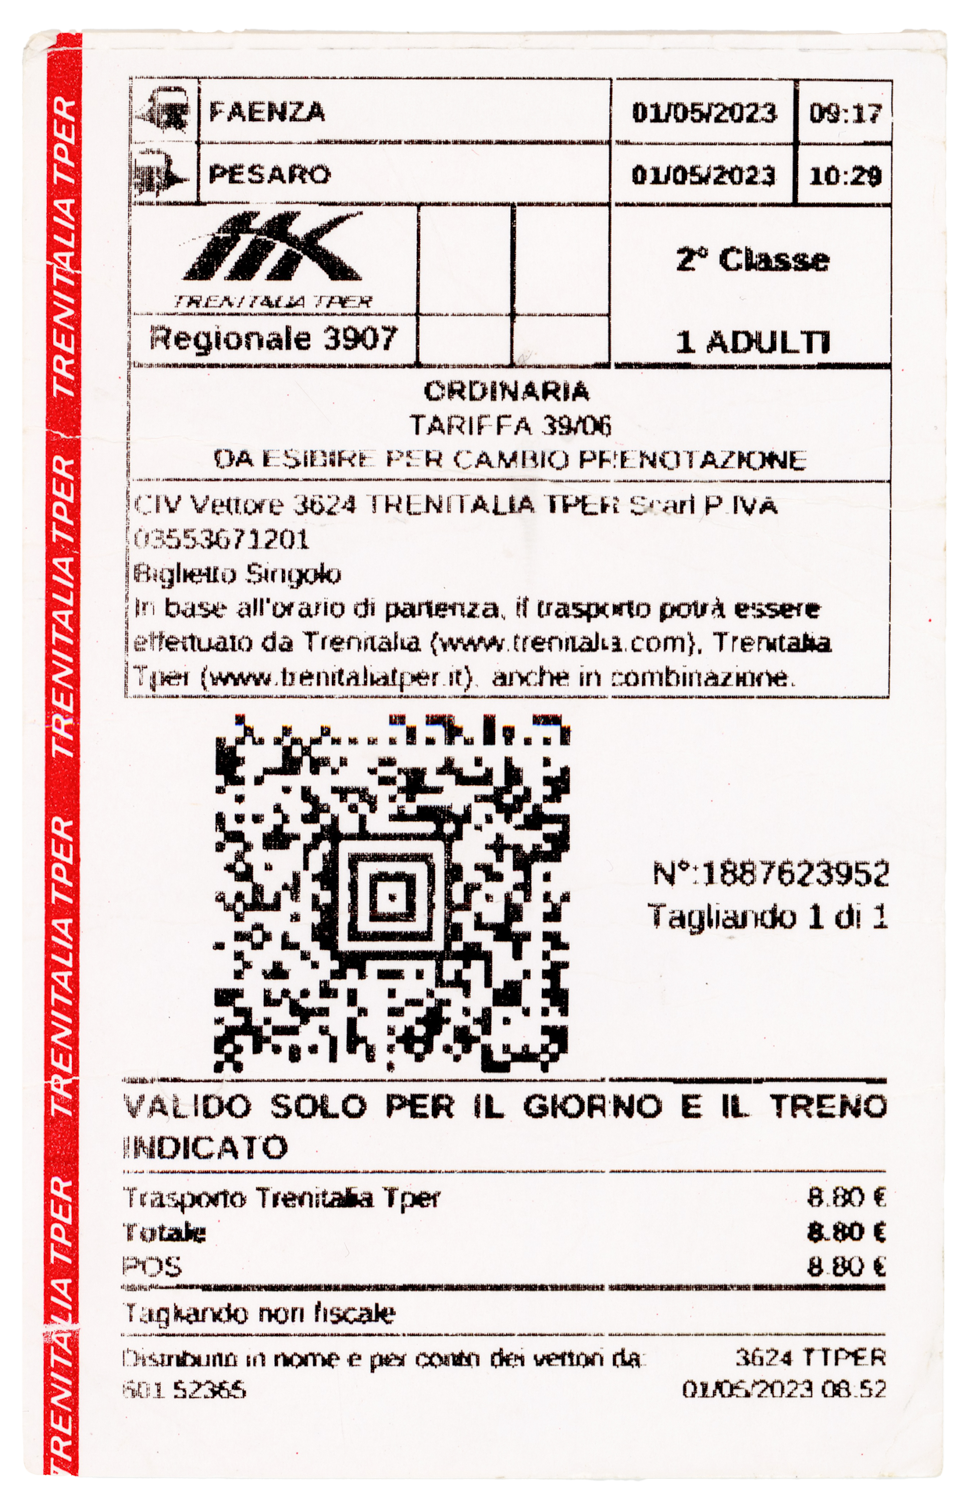 FAENZA 01/05/2023 09:17
PESARO 01/05/2023 10:29
TRENITALIA TPER
2° Classe
Regionale 3907
1 ADULTI
ORDINARIA
TARIFFA 39/06
DA ESIBIRE PER CAMBIO PRENOTAZIONE
CIV Vettore 3624 TRENITALIA TPER Scarl P.IVA
03553671201
Biglietto Singolo
In base all'orario di partenza, il trasporto potrà essere
effettuato da Trenitalia (www.trenitalia.com), Trenitalia
Tper (www.trenitaliatper.it), anche in combinazione.
N°:1887623952
Tagliando 1 di 1
VALIDO SOLO PER IL GIORNO E IL TRENO
INDICATO
Trasporto Trenitalia Tper 8.80 €
Totale 8.80 €
POS 8.80 €
Tagliando non fiscale
Distribuito in nome e per conto dei vettori da: 3624 TTPER
601 52365 01/05/2023 08:52
TRENITALIA TPER
TRENITALIA TPER
TRENITALIA TPER
TRENITALIA TPER